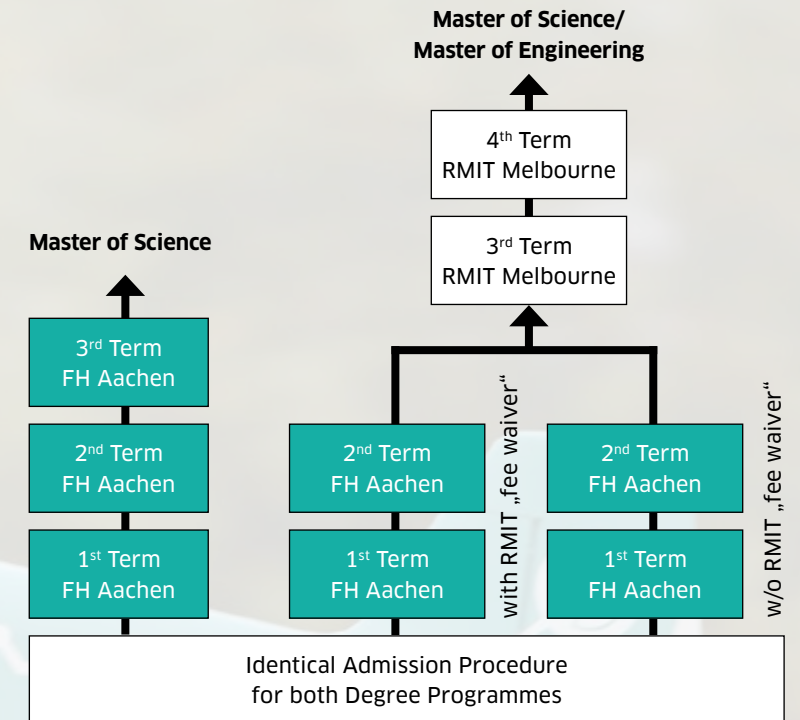 Master of Science/
Master of Engineering
4th Term
RMIT Melbourne
3rd Term
RMIT Melbourne
Master of Science
3rd Term
FH Aachen
2nd Term
FH Aachen
1st Term
FH Aachen
2nd Term
FH Aachen
1st Term
FH Aachen
with RMIT „fee waiver“
2nd Term
FH Aachen
1st Term
FH Aachen
w/o RMIT „fee waiver“
Identical Admission Procedure
for both Degree Programmes